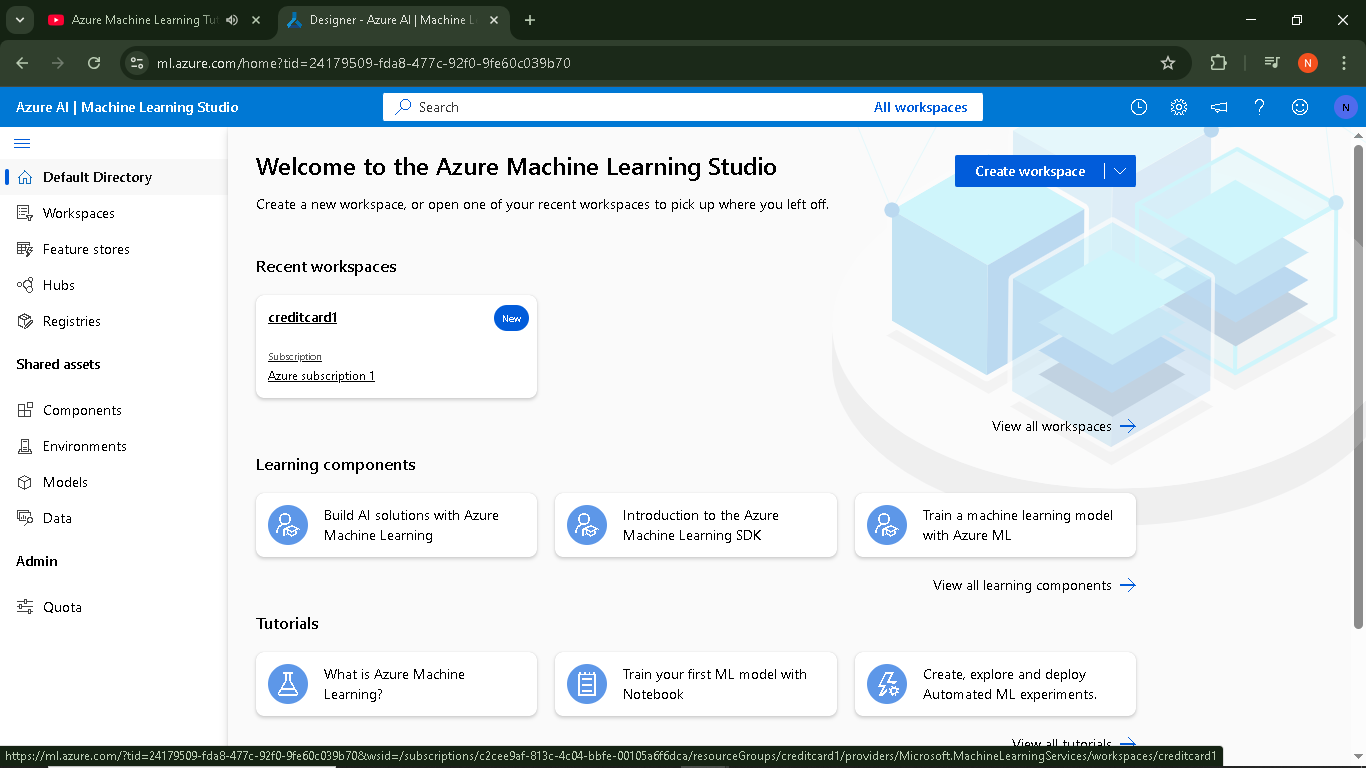 Azure Machine Learning Tut
Designer - Azure AI | Machine Le
ml.azure.com/home?tid=24179509-fda8-477c-92f0-9fe60c039b70
N
Azure AI | Machine Learning Studio
Search
All workspaces
N
Default Directory
Workspaces
Feature stores
Hubs
Registries
Shared assets
Components
Environments
Models
Data
Admin
Quota
Welcome to the Azure Machine Learning Studio
Create workspace
Create a new workspace, or open one of your recent workspaces to pick up where you left off.
Recent workspaces
creditcard1
New
Subscription
Azure subscription 1
View all workspaces
Learning components
Build AI solutions with Azure
Machine Learning
Introduction to the Azure
Machine Learning SDK
Train a machine learning model
with Azure ML
View all learning components
Tutorials
What is Azure Machine
Learning?
Train your first ML model with
Notebook
Create, explore and deploy
Automated ML experiments.
View all tutorials
https://ml.azure.com/?tid=24179509-fda8-477c-92f0-9fe60c039b70&wsid=/subscriptions/c2cee9af-813c-4c04-bbfe-00105a6f6dca/resourceGroups/creditcard1/providers/Microsoft.MachineLearningServices/workspaces/creditcard1